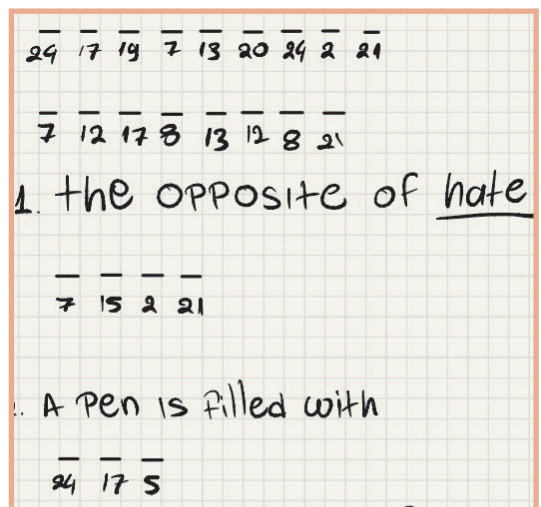 24 17 19 7 13 20 24 2 21
7 12 17 8 13 12 8 21
1. the opposite of hate
7 15 2 21
. A pen is filled with
24 17 5